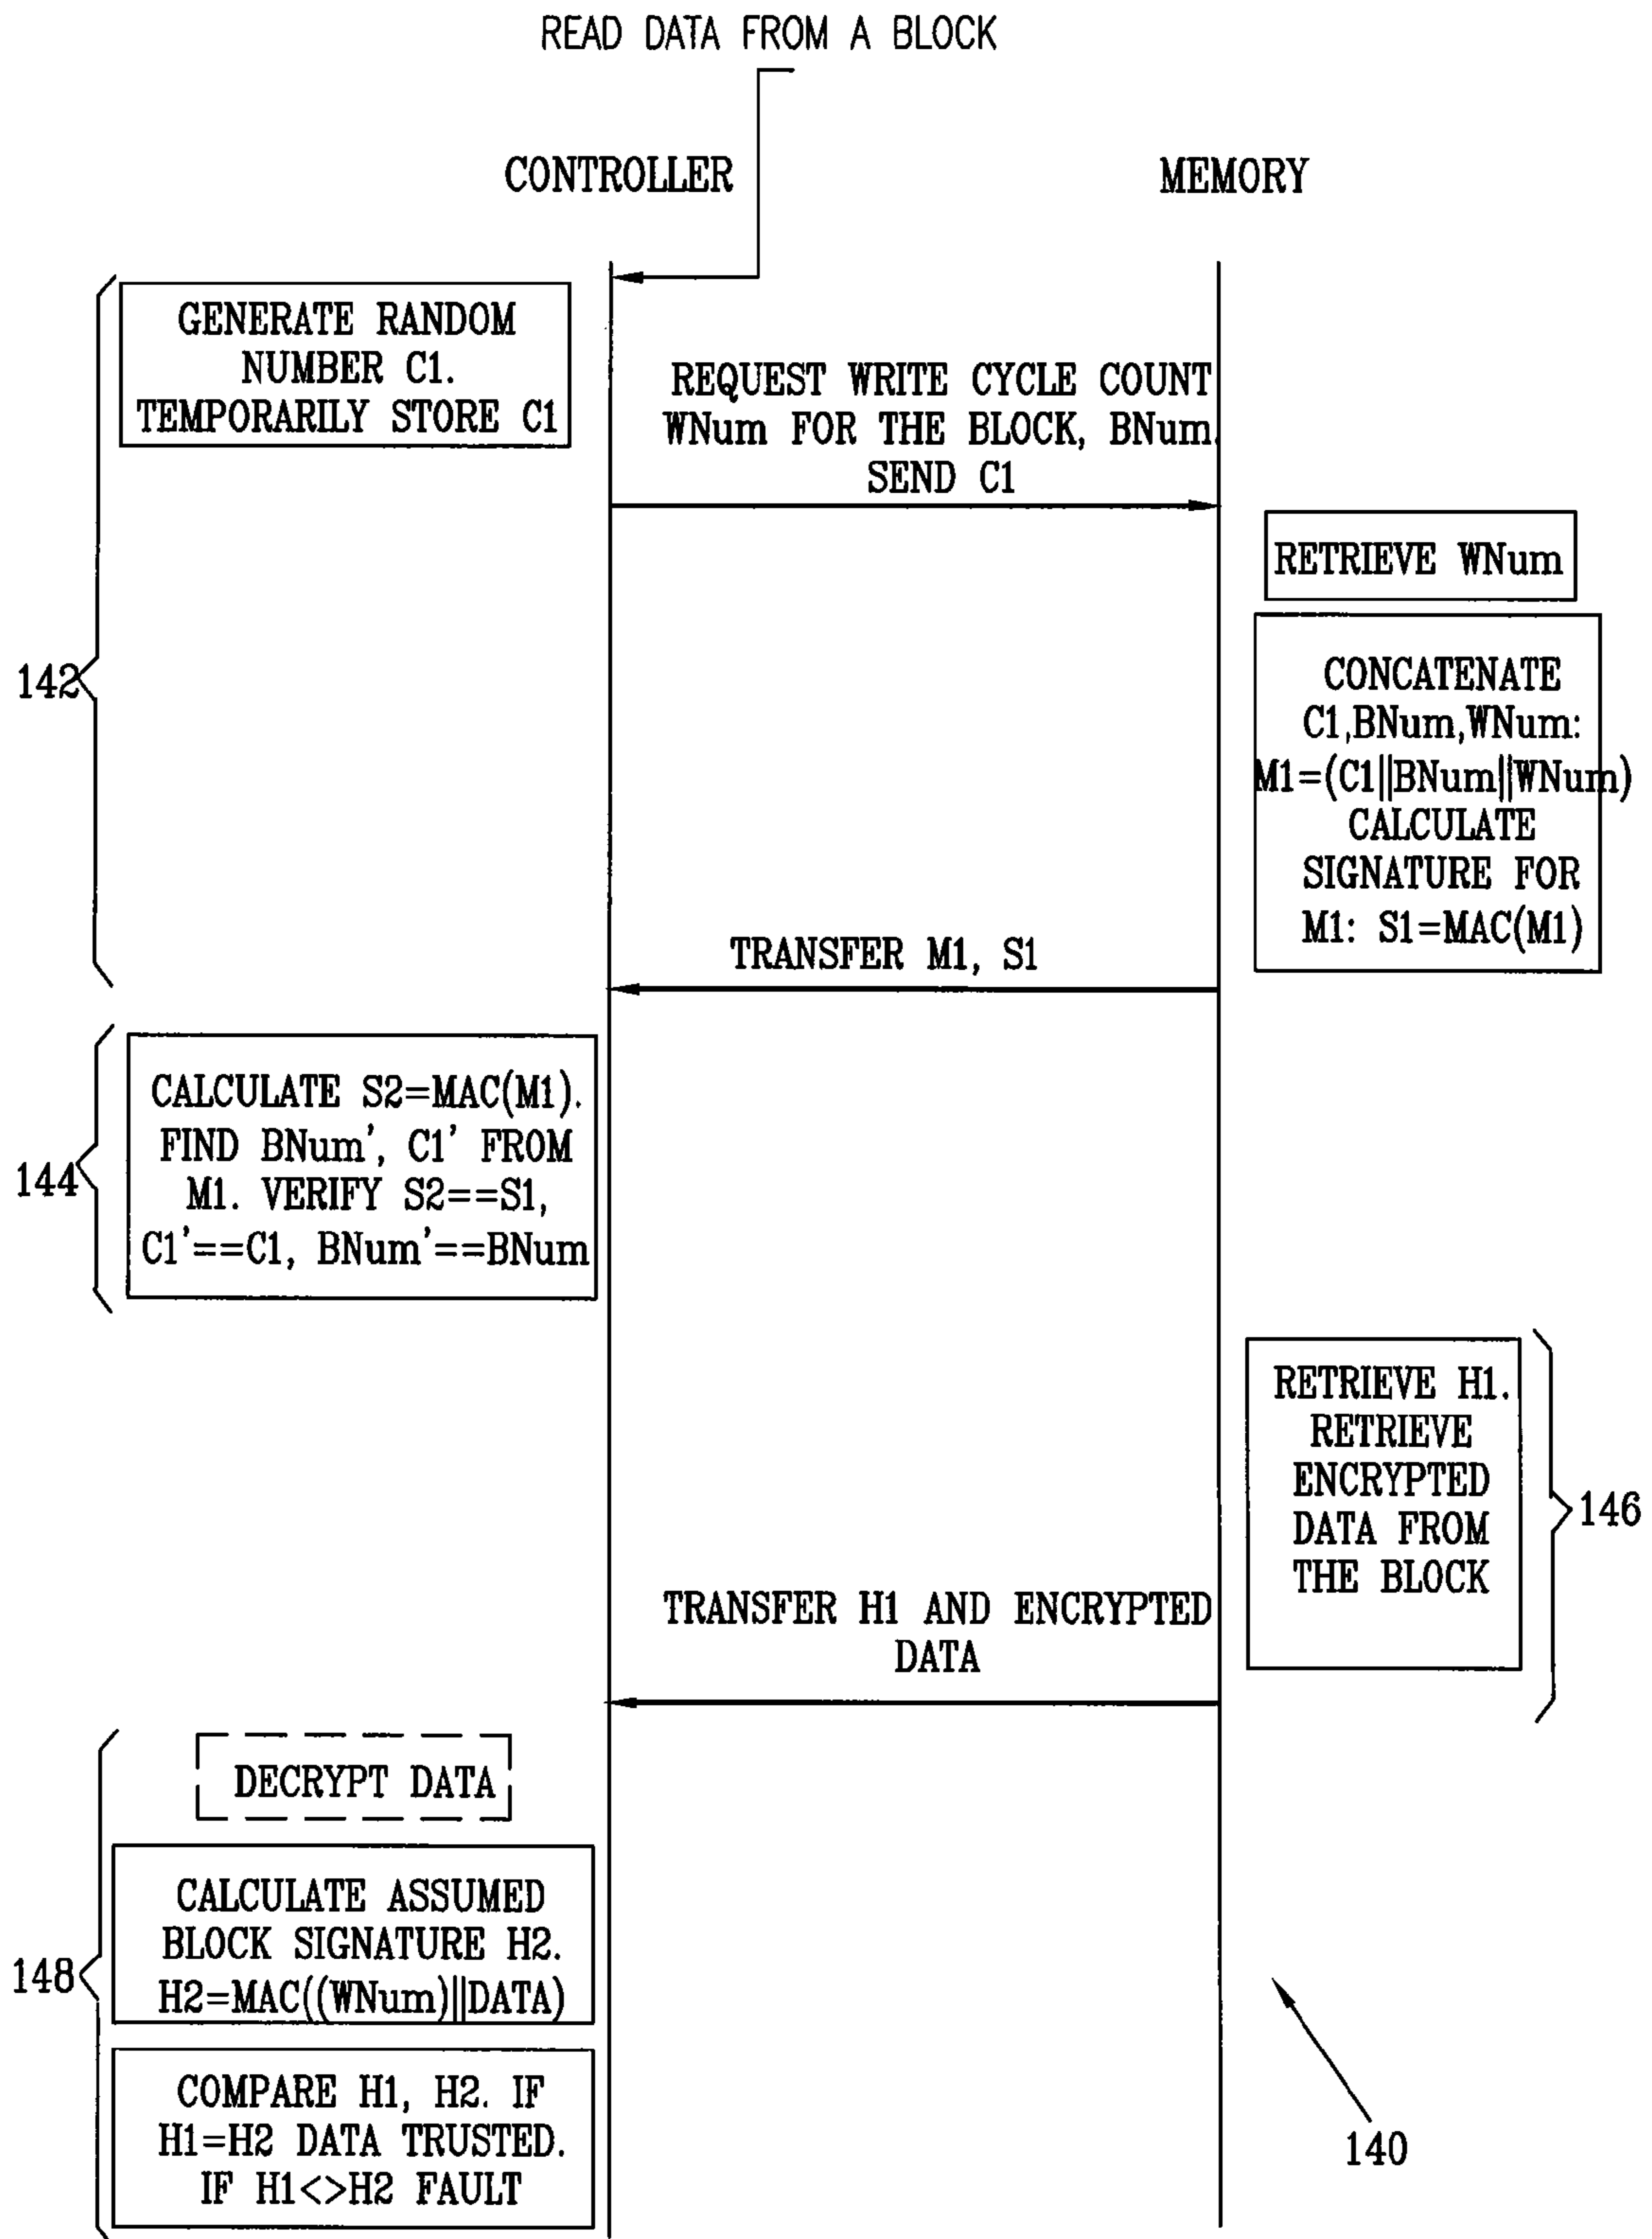 READ DATA FROM A BLOCK
CONTROLLER
MEMORY
GENERATE RANDOM
NUMBER C1.
TEMPORARILY STORE C1
REQUEST WRITE CYCLE COUNT
WNum FOR THE BLOCK, BNum.
SEND C1
RETRIEVE WNum
142
CONCATENATE
C1,BNum,WNum:
M1=(C1||BNum||WNum)
CALCULATE
SIGNATURE FOR
M1: S1=MAC(M1)
TRANSFER M1, S1
144
CALCULATE S2=MAC(M1).
FIND BNum', C1' FROM
M1. VERIFY S2==S1,
C1'==C1, BNum'==BNum
RETRIEVE H1.
RETRIEVE
ENCRYPTED
DATA FROM
THE BLOCK
146
TRANSFER H1 AND ENCRYPTED
DATA
DECRYPT DATA
148
CALCULATE ASSUMED
BLOCK SIGNATURE H2.
H2=MAC((WNum)||DATA)
COMPARE H1, H2. IF
H1=H2 DATA TRUSTED.
IF H1<>H2 FAULT
140